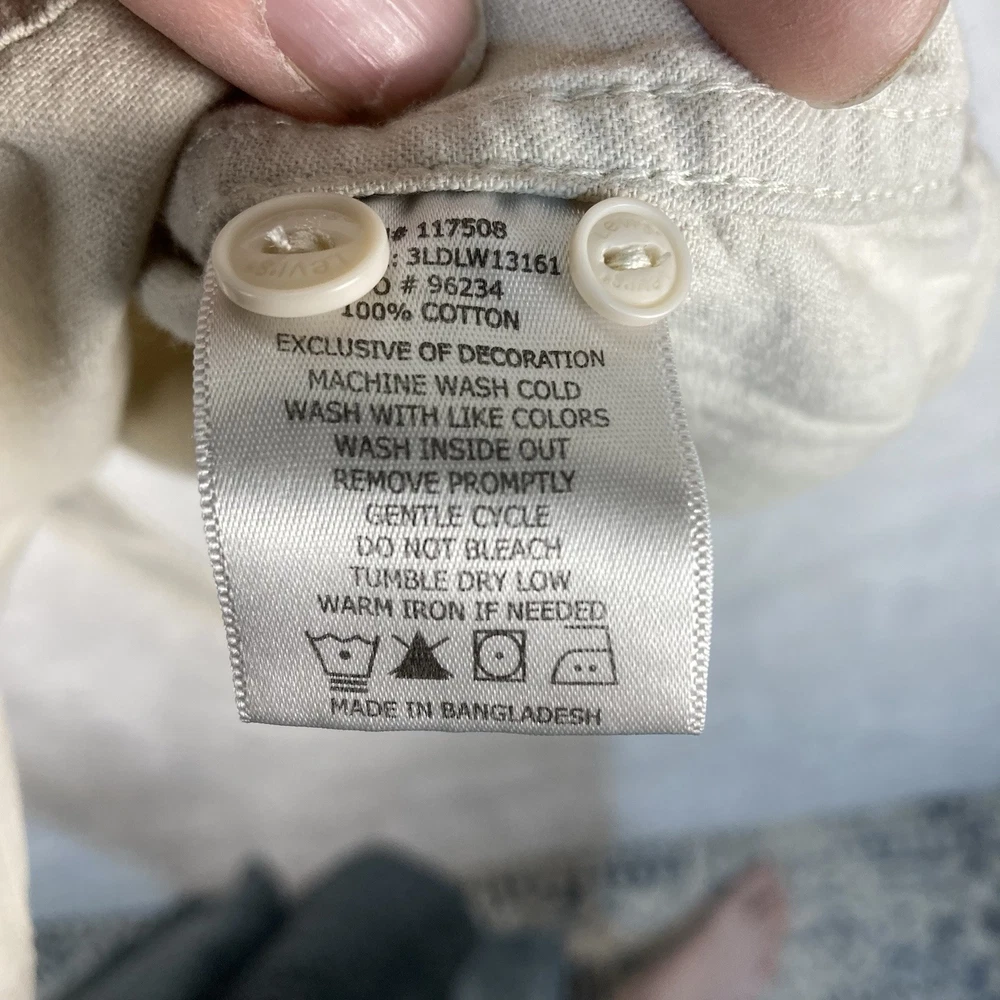 # 117508
: 3LDLW13161
O # 96234
100% COTTON
EXCLUSIVE OF DECORATION
MACHINE WASH COLD
WASH WITH LIKE COLORS
WASH INSIDE OUT
REMOVE PROMPTLY
GENTLE CYCLE
DO NOT BLEACH
TUMBLE DRY LOW
WARM IRON IF NEEDED
MADE IN BANGLADESH